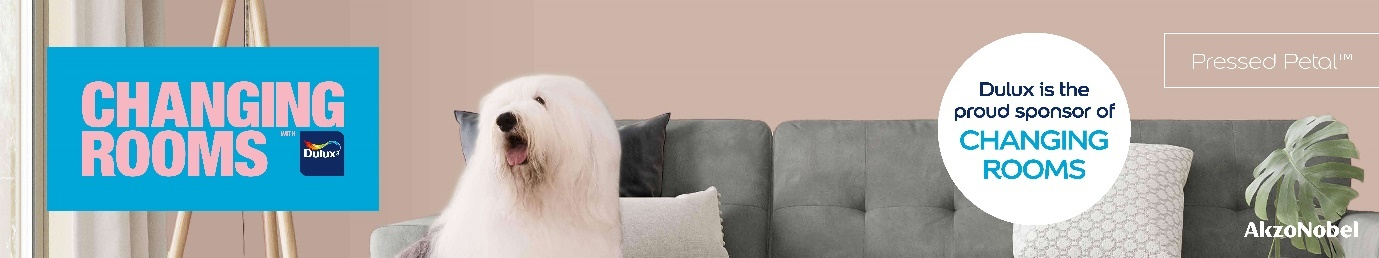 CHANGING
ROOMS WITH Dulux
Dulux is the
proud sponsor of
CHANGING
ROOMS
Pressed Petal™
AkzoNobel